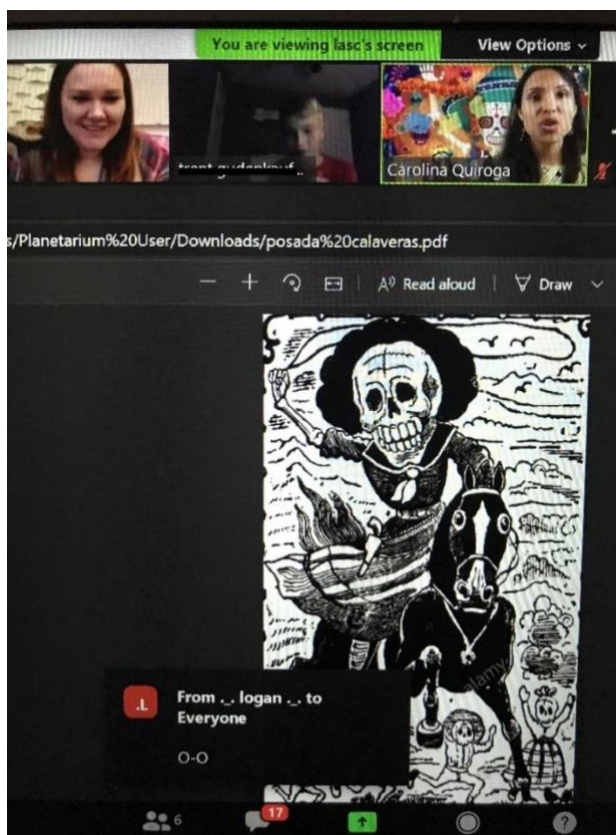 You are viewing lasc's screen
View Options
Carolina Quiroga
s/Planetarium%20User/Downloads/posada%20calaveras.pdf
Read aloud
Draw
alamy
.L
From ._. logan ._. to
Everyone
O-O
6
17
?